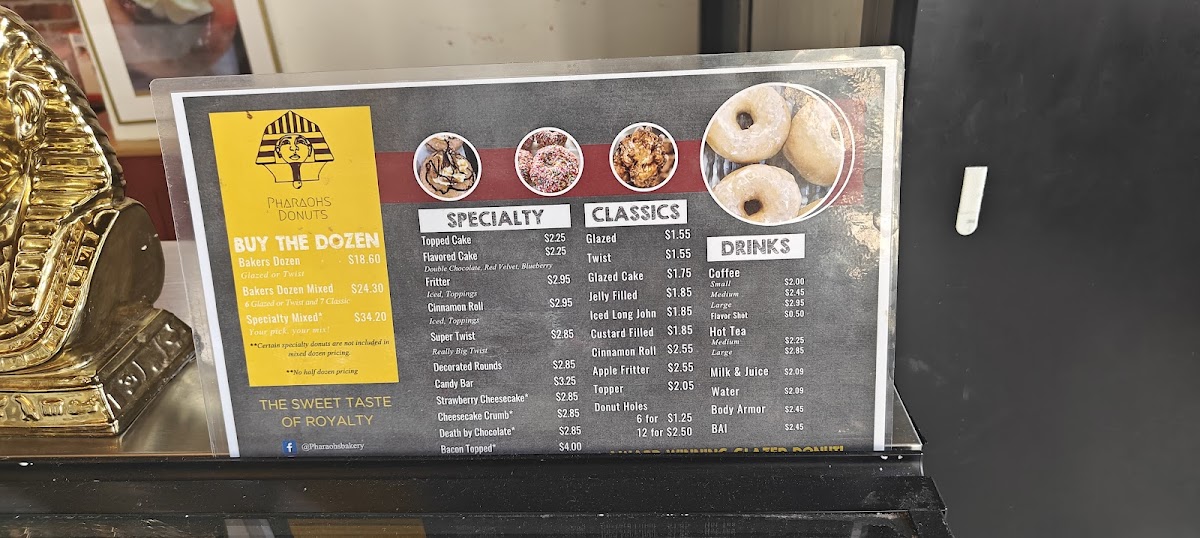 PHARAOHS
DONUTS
BUY THE DOZEN
Bakers Dozen $18.60
Glazed or Twist
Bakers Dozen Mixed $24.30
6 Glazed or Twist and 7 Classic
Specialty Mixed* $34.20
Your pick, your mix!
**Certain specialty donuts are not included in
mixed dozen pricing.
**No half dozen pricing
THE SWEET TASTE
OF ROYALTY
@Pharaohsbakery
SPECIALTY
Topped Cake $2.25
Flavored Cake $2.25
Double Chocolate, Red Velvet, Blueberry
Fritter $2.95
Iced, Toppings
Cinnamon Roll $2.95
Iced, Toppings
Super Twist $2.85
Really Big Twist
Decorated Rounds $2.85
Candy Bar $3.25
Strawberry Cheesecake* $2.85
Cheesecake Crumb* $2.85
Death by Chocolate* $2.85
Bacon Topped* $4.00
CLASSICS
Glazed $1.55
Twist $1.55
Glazed Cake $1.75
Jelly Filled $1.85
Iced Long John $1.85
Custard Filled $1.85
Cinnamon Roll $2.55
Apple Fritter $2.55
Topper $2.05
Donut Holes
6 for $1.25
12 for $2.50
DRINKS
Coffee
Small $2.00
Medium $2.45
Large $2.95
Flavor Shot $0.50
Hot Tea
Medium $2.25
Large $2.85
Milk & Juice $2.09
Water $2.09
Body Armor $2.45
BAI $2.45
WINNING GLAZED DONUT!